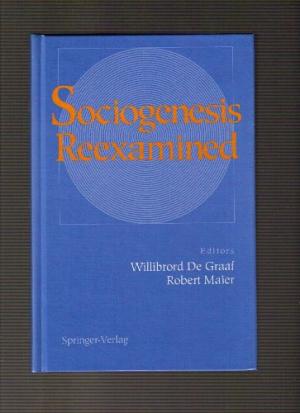 Sociogenesis
Reexamined
Editors
Willibrord De Graaf
Robert Maier
Springer-Verlag